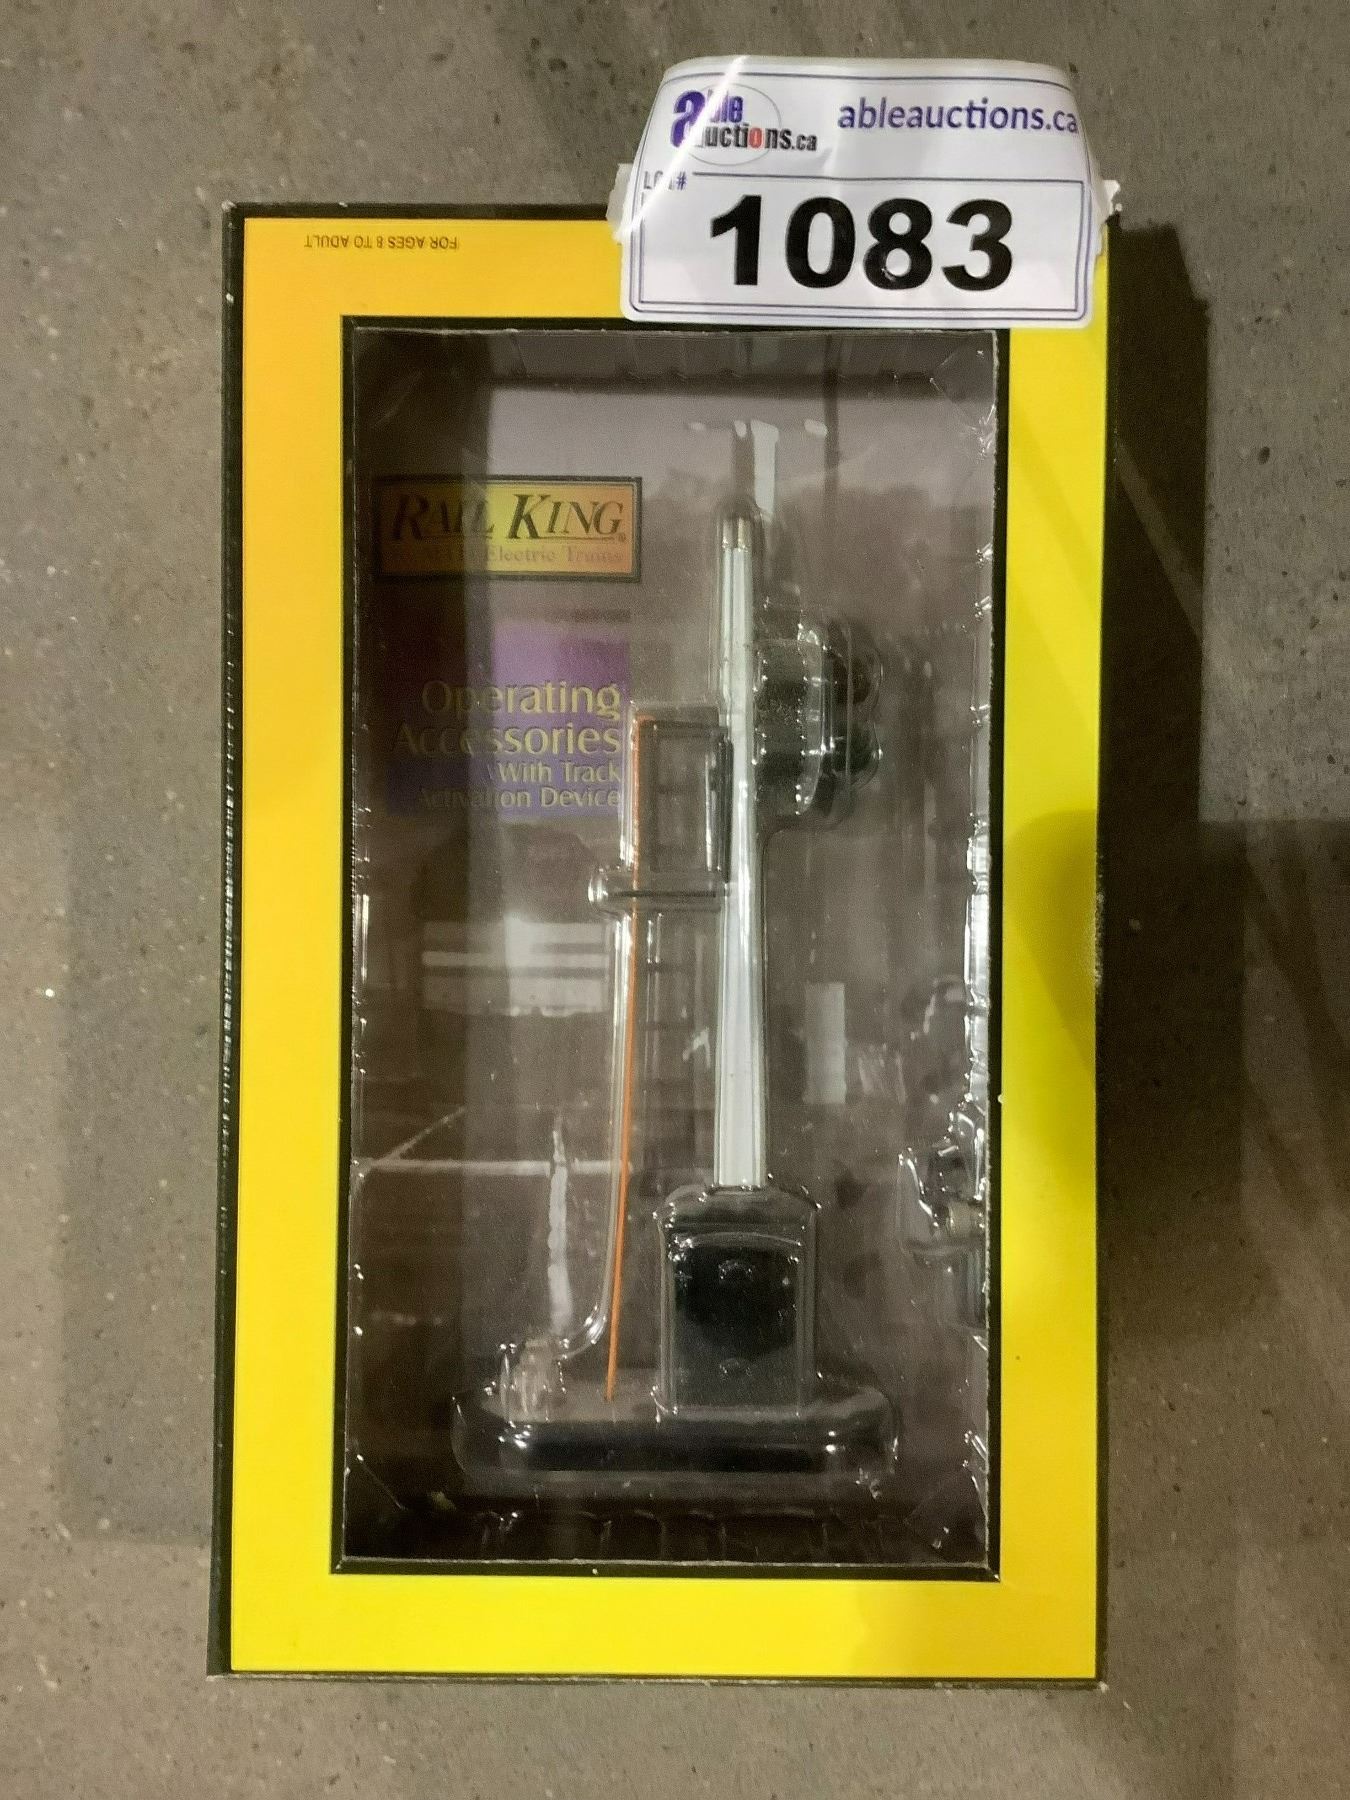 able
auctions.ca
ableauctions.ca
LOT#
1083
FOR AGES 8 TO ADULT
RAIL KING®
Electric Trains
Operating
Accessories
With Track
Activation Device